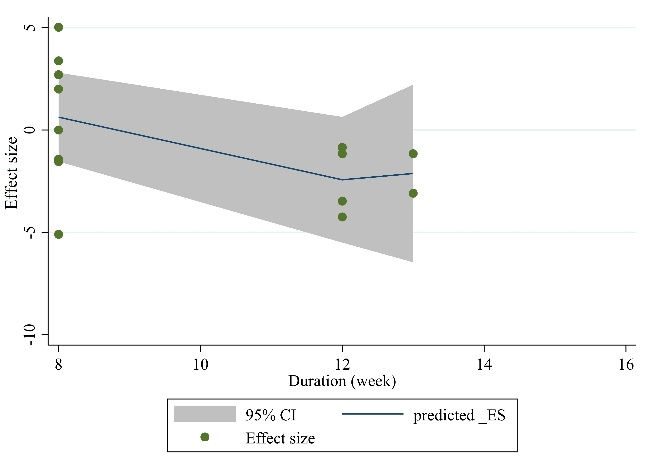 5
0
-5
-10
Effect size
8 10 12 14 16
Duration (week)
95% CI predicted _ES
Effect size